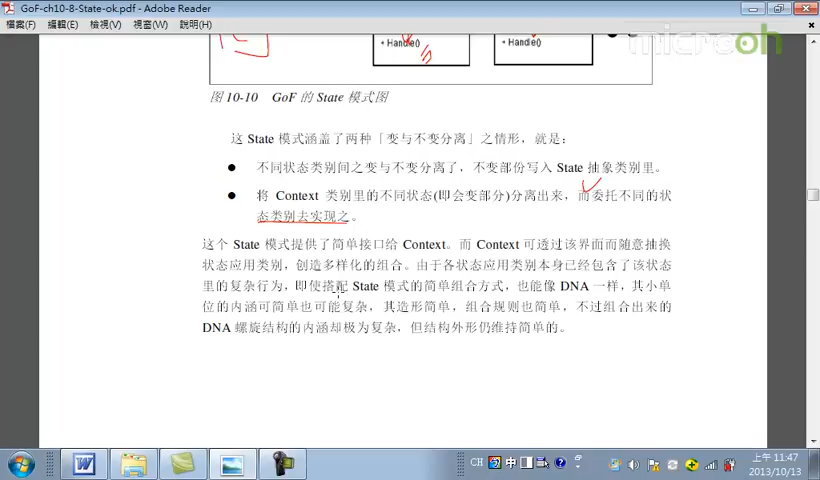 GoF-ch10-8-State-ok.pdf - Adobe Reader
檔案(F) 編輯(E) 檢視(V) 視窗(W) 說明(H)
microoh
+ Handle() + Handle()
图 10-10 GoF 的 State 模式图
这 State 模式涵盖了两种「变与不变分离」之情形，就是：
● 不同状态类别间之变与不变分离了，不变部份写入 State 抽象类别里。
● 将 Context 类别里的不同状态(即会变部分)分离出来，而委托不同的状
态类别去实现之。
这个 State 模式提供了简单接口给 Context。而 Context 可透过该界面而随意抽换
状态应用类别，创造多样化的组合。由于各状态应用类别本身已经包含了该状态
里的复杂行为，即使搭配 State 模式的简单组合方式，也能像 DNA 一样，其小单
位的内涵可简单也可能复杂，其造形简单，组合规则也简单，不过组合出来的
DNA 螺旋结构的内涵却极为复杂，但结构外形仍维持简单的。
CH 中
上午 11:47
2013/10/13